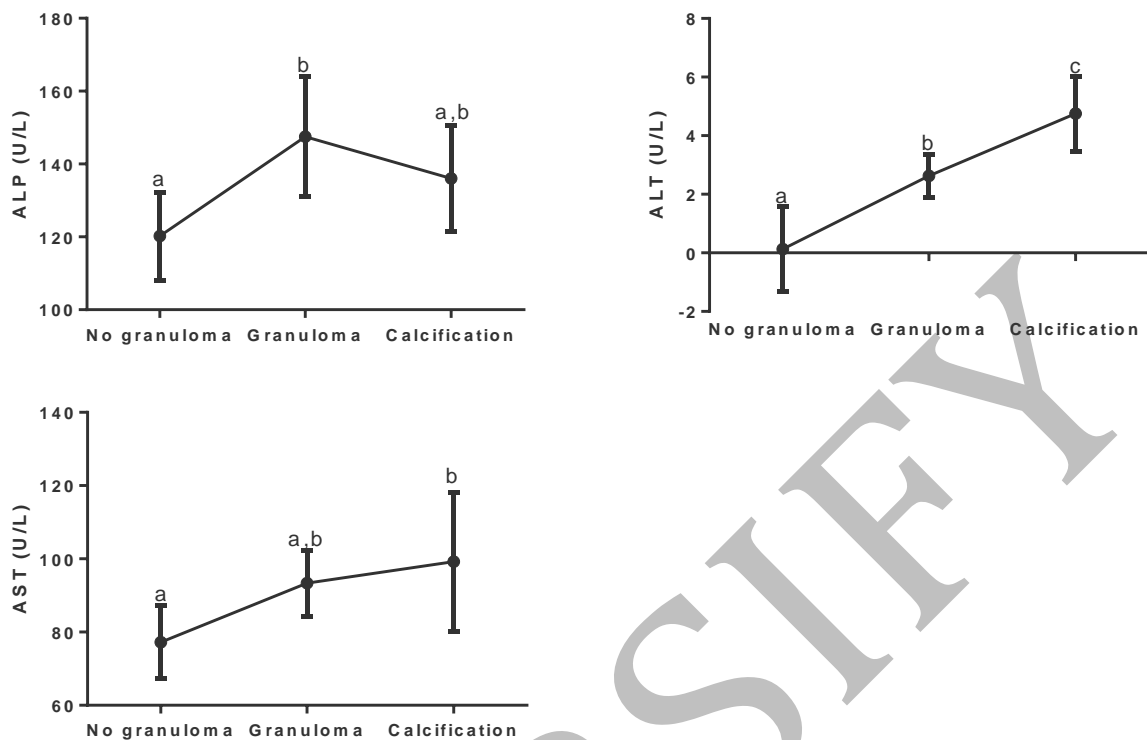 ALP (U/L)
180
160
140
120
100
a
b
a,b
No granuloma Granuloma Calcification
ALT (U/L)
8
6
4
2
0
-2
a
b
c
No granuloma Granuloma Calcification
AST (U/L)
140
120
100
80
60
a
a,b
b
No granuloma Granuloma Calcification
SIFY